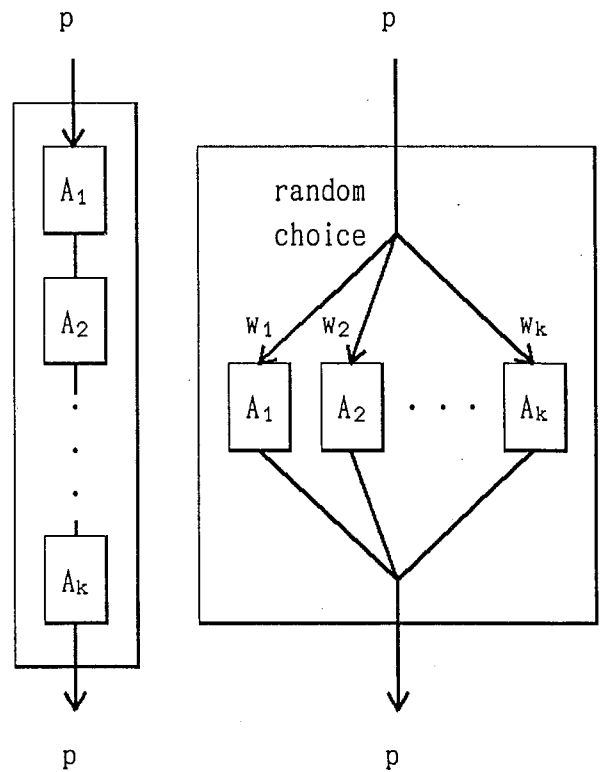 p
A1
A2
Ak
p
p
random
choice
W1 W2 Wk
A1 A2 . . . Ak
p